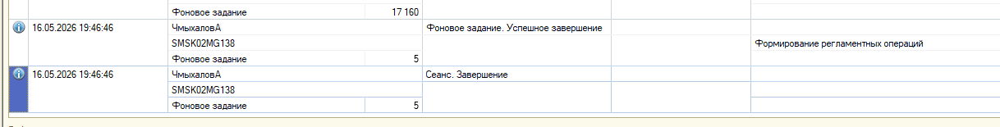 Фоновое задание 17 160
16.05.2026 19:46:46 ЧмыхаловА Фоновое задание. Успешное завершение
SMSK02MG138 Формирование регламентных операций
Фоновое задание 5
16.05.2026 19:46:46 ЧмыхаловА Сеанс. Завершение
SMSK02MG138
Фоновое задание 5